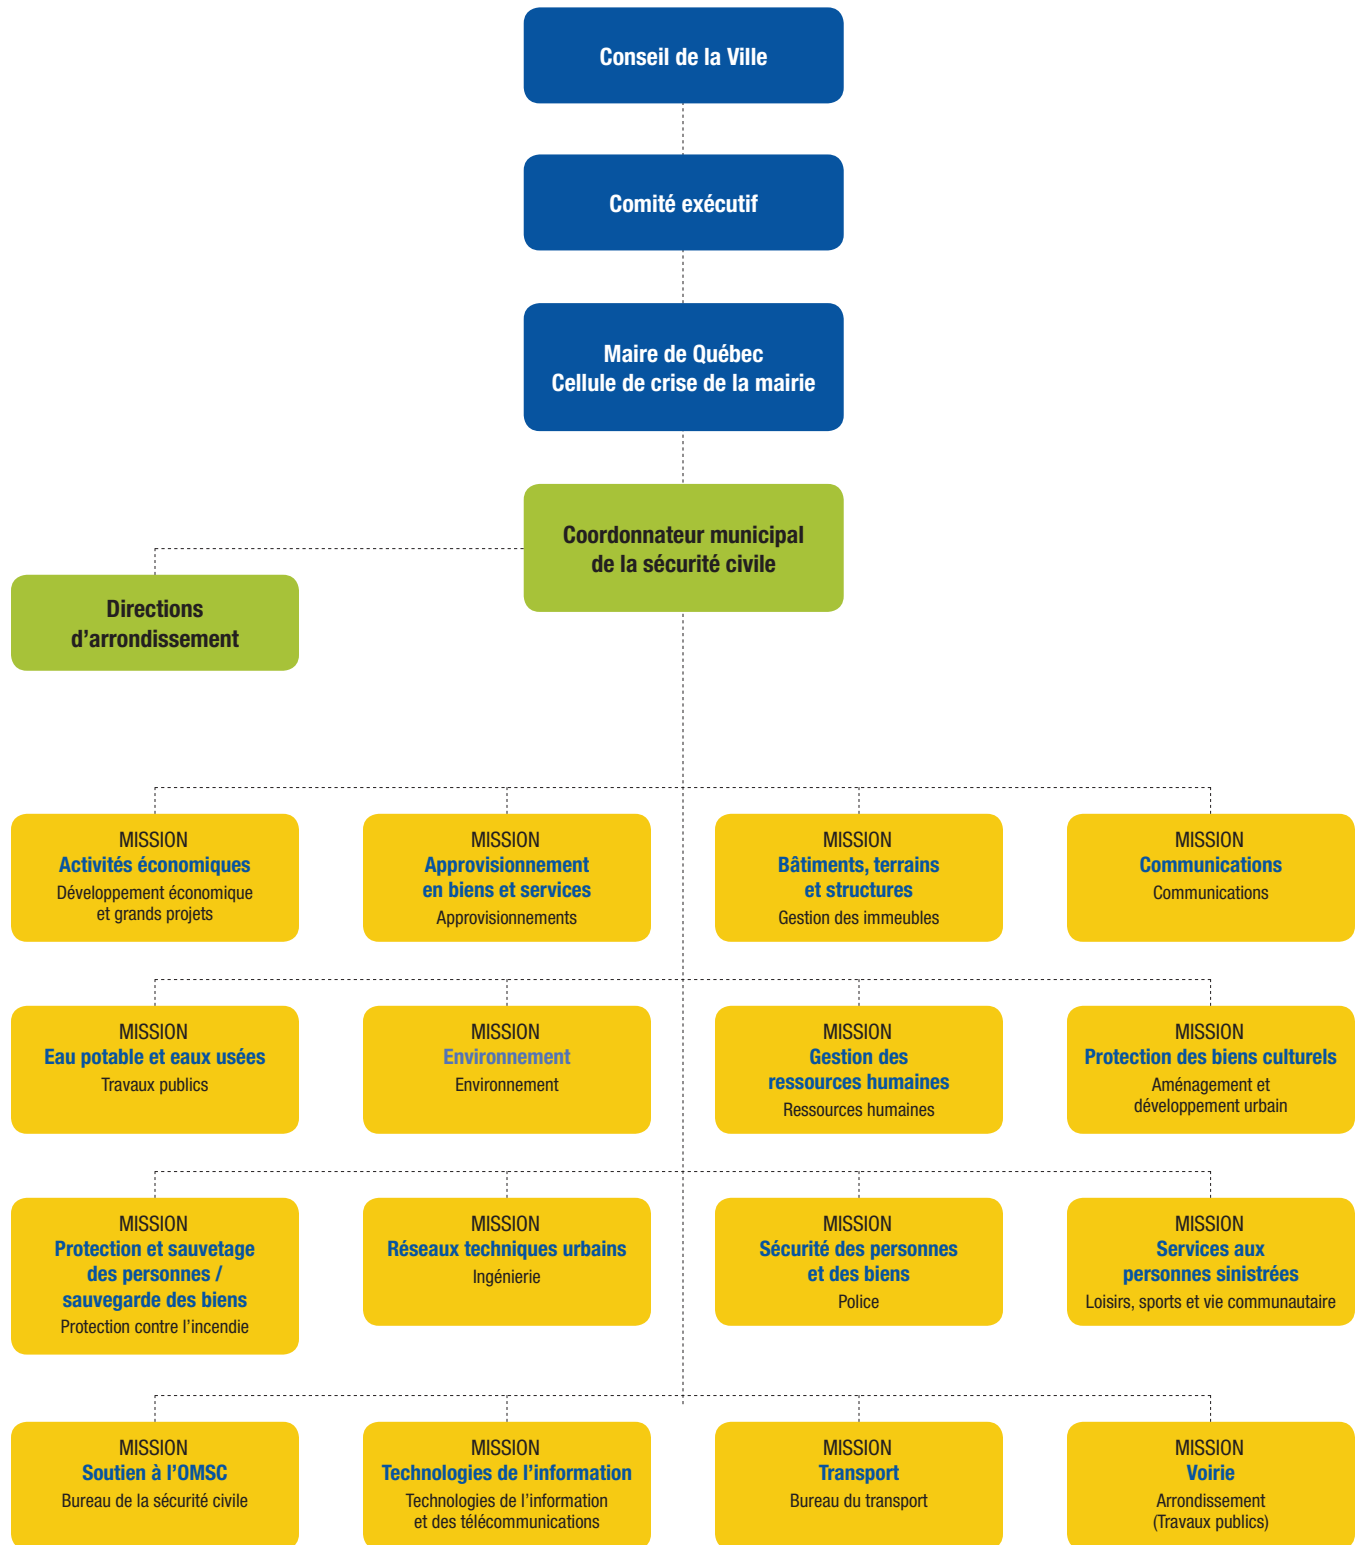 Conseil de la Ville
Comité exécutif
Maire de Québec
Cellule de crise de la mairie
Coordonnateur municipal
de la sécurité civile
Directions
d’arrondissement
MISSION
Activités économiques
Développement économique
et grands projets
MISSION
Approvisionnement
en biens et services
Approvisionnements
MISSION
Bâtiments, terrains
et structures
Gestion des immeubles
MISSION
Communications
Communications
MISSION
Eau potable et eaux usées
Travaux publics
MISSION
Environnement
Environnement
MISSION
Gestion des
ressources humaines
Ressources humaines
MISSION
Protection des biens culturels
Aménagement et
développement urbain
MISSION
Protection et sauvetage
des personnes /
sauvegarde des biens
Protection contre l’incendie
MISSION
Réseaux techniques urbains
Ingénierie
MISSION
Sécurité des personnes
et des biens
Police
MISSION
Services aux
personnes sinistrées
Loisirs, sports et vie communautaire
MISSION
Soutien à l’OMSC
Bureau de la sécurité civile
MISSION
Technologies de l’information
Technologies de l’information
et des télécommunications
MISSION
Transport
Bureau du transport
MISSION
Voirie
Arrondissement
(Travaux publics)